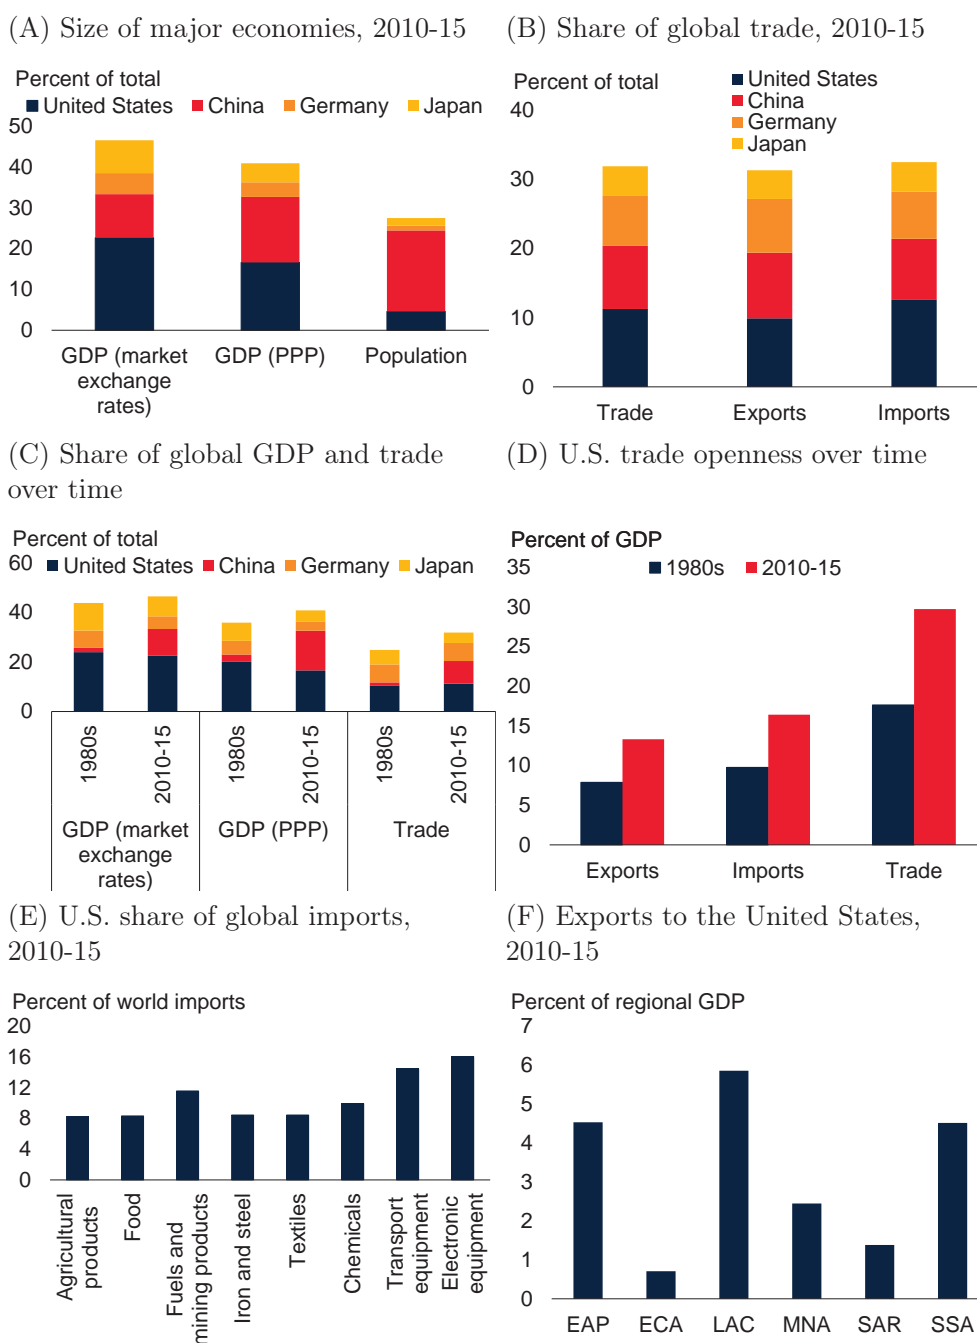 (A) Size of major economies, 2010-15
Percent of total
United States China Germany Japan
50
40
30
20
10
0
GDP (market exchange rates)
GDP (PPP)
Population
(B) Share of global trade, 2010-15
Percent of total
United States
China
Germany
Japan
40
30
20
10
0
Trade
Exports
Imports
(C) Share of global GDP and trade
over time
Percent of total
United States China Germany Japan
60
40
20
0
1980s
2010-15
1980s
2010-15
1980s
2010-15
GDP (market
exchange
rates)
GDP (PPP)
Trade
(D) U.S. trade openness over time
Percent of GDP
1980s 2010-15
35
30
25
20
15
10
5
0
Exports
Imports
Trade
(E) U.S. share of global imports,
2010-15
Percent of world imports
20
16
12
8
4
0
Agricultural
products
Food
Fuels and
mining products
Iron and steel
Textiles
Chemicals
Transport
equipment
Electronic
equipment
(F) Exports to the United States,
2010-15
Percent of regional GDP
7
6
5
4
3
2
1
0
EAP
ECA
LAC
MNA
SAR
SSA